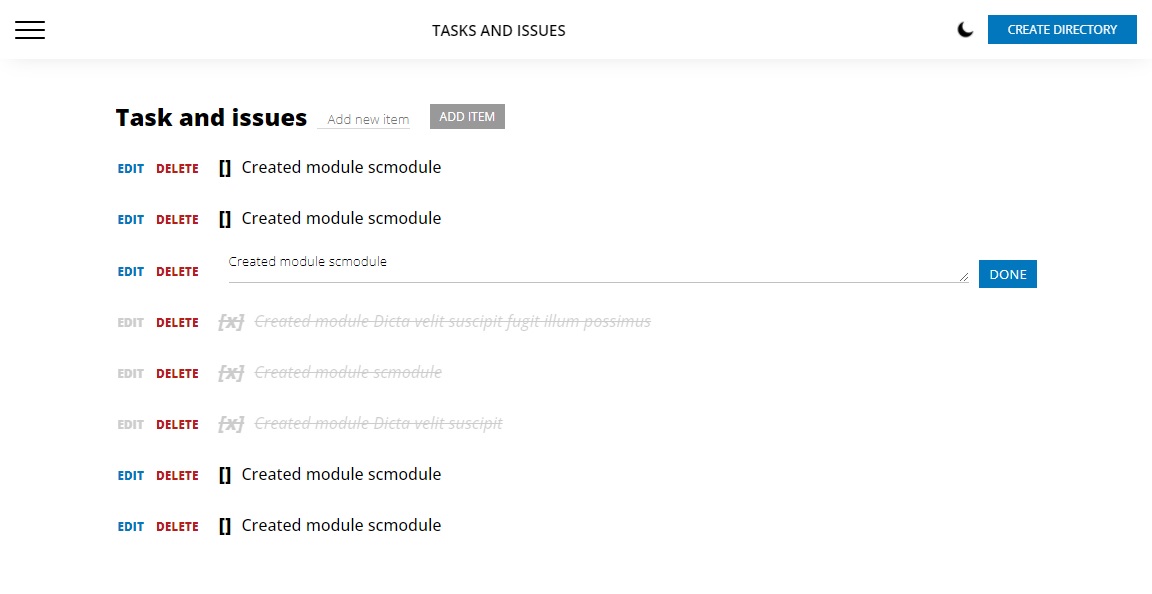 TASKS AND ISSUES CREATE DIRECTORY
Task and issues Add new item ADD ITEM
EDIT DELETE [] Created module scmodule
EDIT DELETE [] Created module scmodule
EDIT DELETE Created module scmodule DONE
EDIT DELETE [x] Created module Dicta velit suscipit fugit illum possimus
EDIT DELETE [x] Created module scmodule
EDIT DELETE [x] Created module Dicta velit suscipit
EDIT DELETE [] Created module scmodule
EDIT DELETE [] Created module scmodule